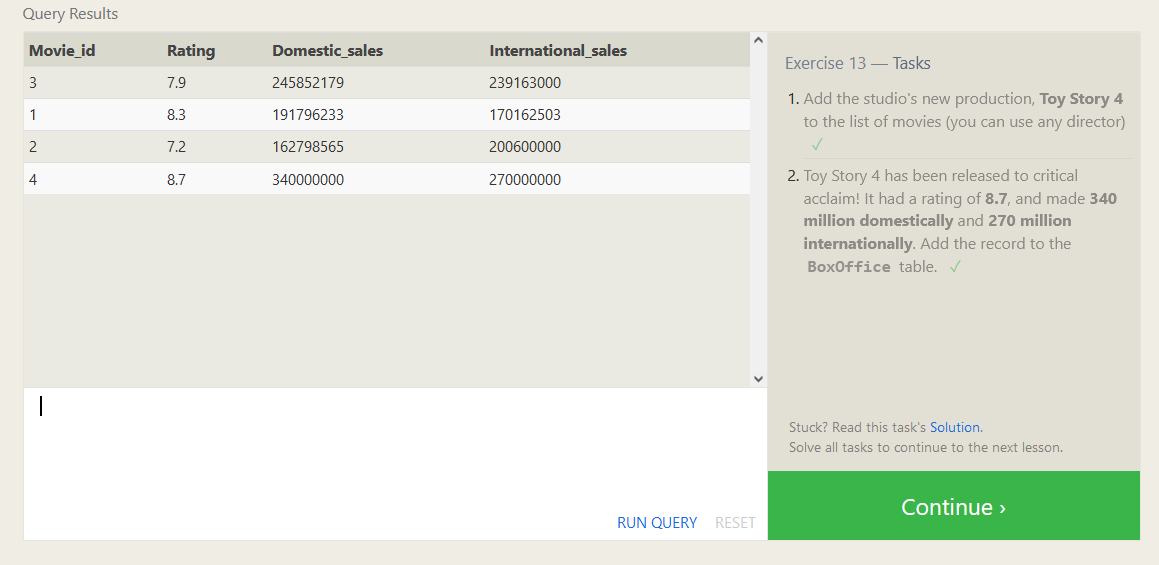 Query Results
Movie_id Rating Domestic_sales International_sales
3 7.9 245852179 239163000
1 8.3 191796233 170162503
2 7.2 162798565 200600000
4 8.7 340000000 270000000
RUN QUERY RESET
Exercise 13 — Tasks
1. Add the studio's new production, Toy Story 4
to the list of movies (you can use any director)
✓
2. Toy Story 4 has been released to critical
acclaim! It had a rating of 8.7, and made 340
million domestically and 270 million
internationally. Add the record to the
BoxOffice table. ✓
Stuck? Read this task's Solution.
Solve all tasks to continue to the next lesson.
Continue ›